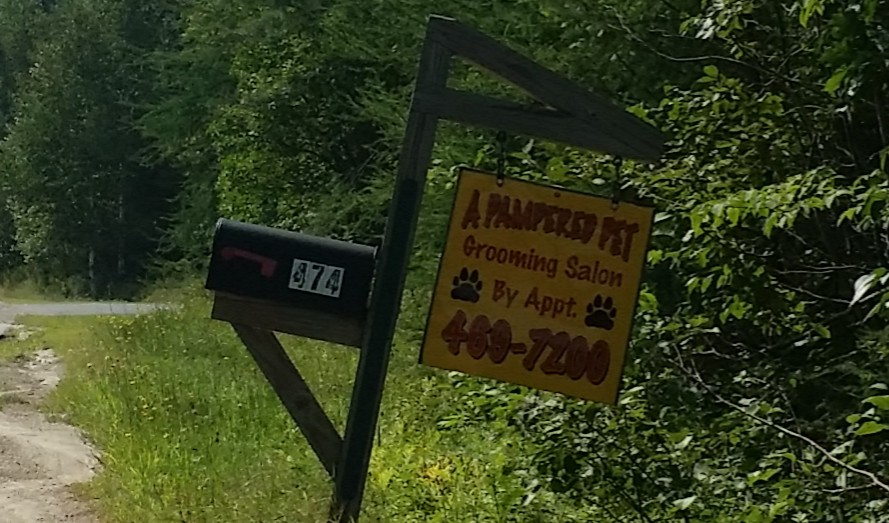 474
A PAMPERED PET
Grooming Salon
By Appt.
469-7200